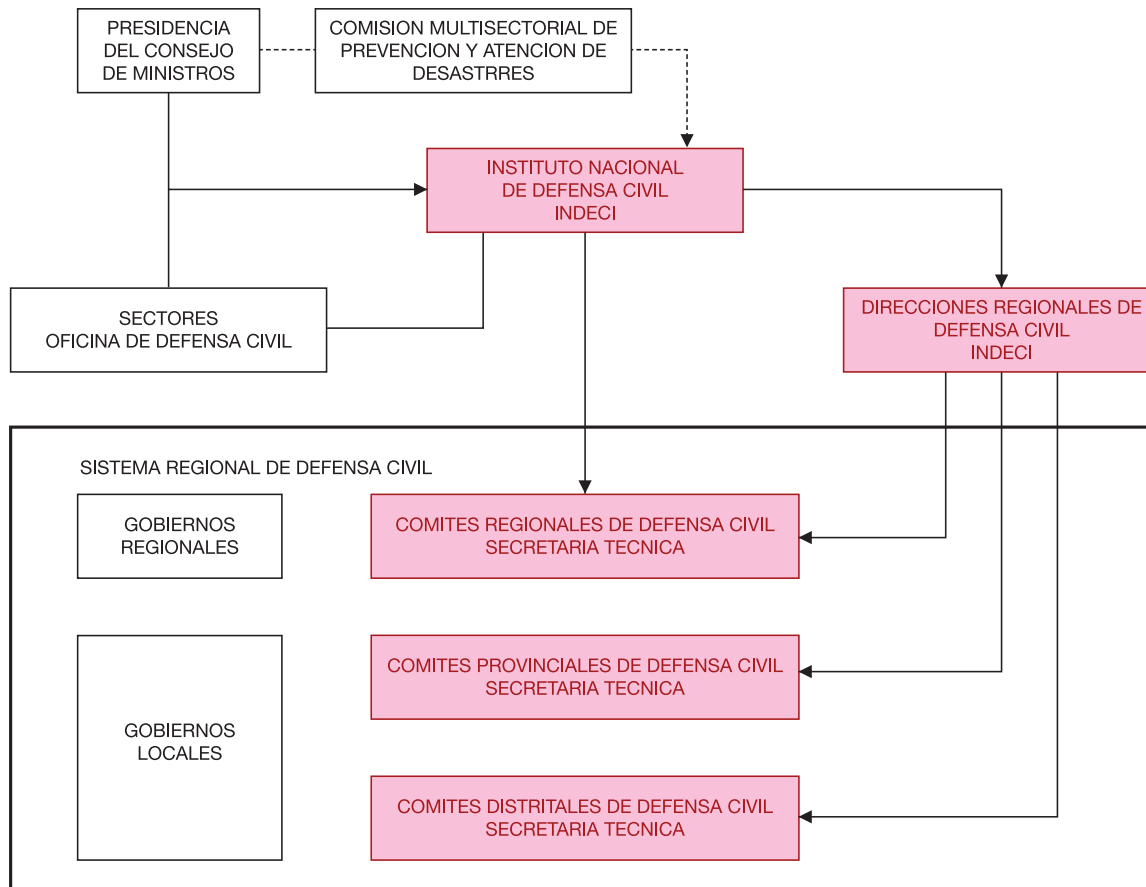 PRESIDENCIA
DEL CONSEJO
DE MINISTROS
COMISION MULTISECTORIAL DE
PREVENCION Y ATENCION DE
DESASTRRES
INSTITUTO NACIONAL
DE DEFENSA CIVIL
INDECI
SECTORES
OFICINA DE DEFENSA CIVIL
DIRECCIONES REGIONALES DE
DEFENSA CIVIL
INDECI
SISTEMA REGIONAL DE DEFENSA CIVIL
GOBIERNOS
REGIONALES
COMITES REGIONALES DE DEFENSA CIVIL
SECRETARIA TECNICA
GOBIERNOS
LOCALES
COMITES PROVINCIALES DE DEFENSA CIVIL
SECRETARIA TECNICA
COMITES DISTRITALES DE DEFENSA CIVIL
SECRETARIA TECNICA